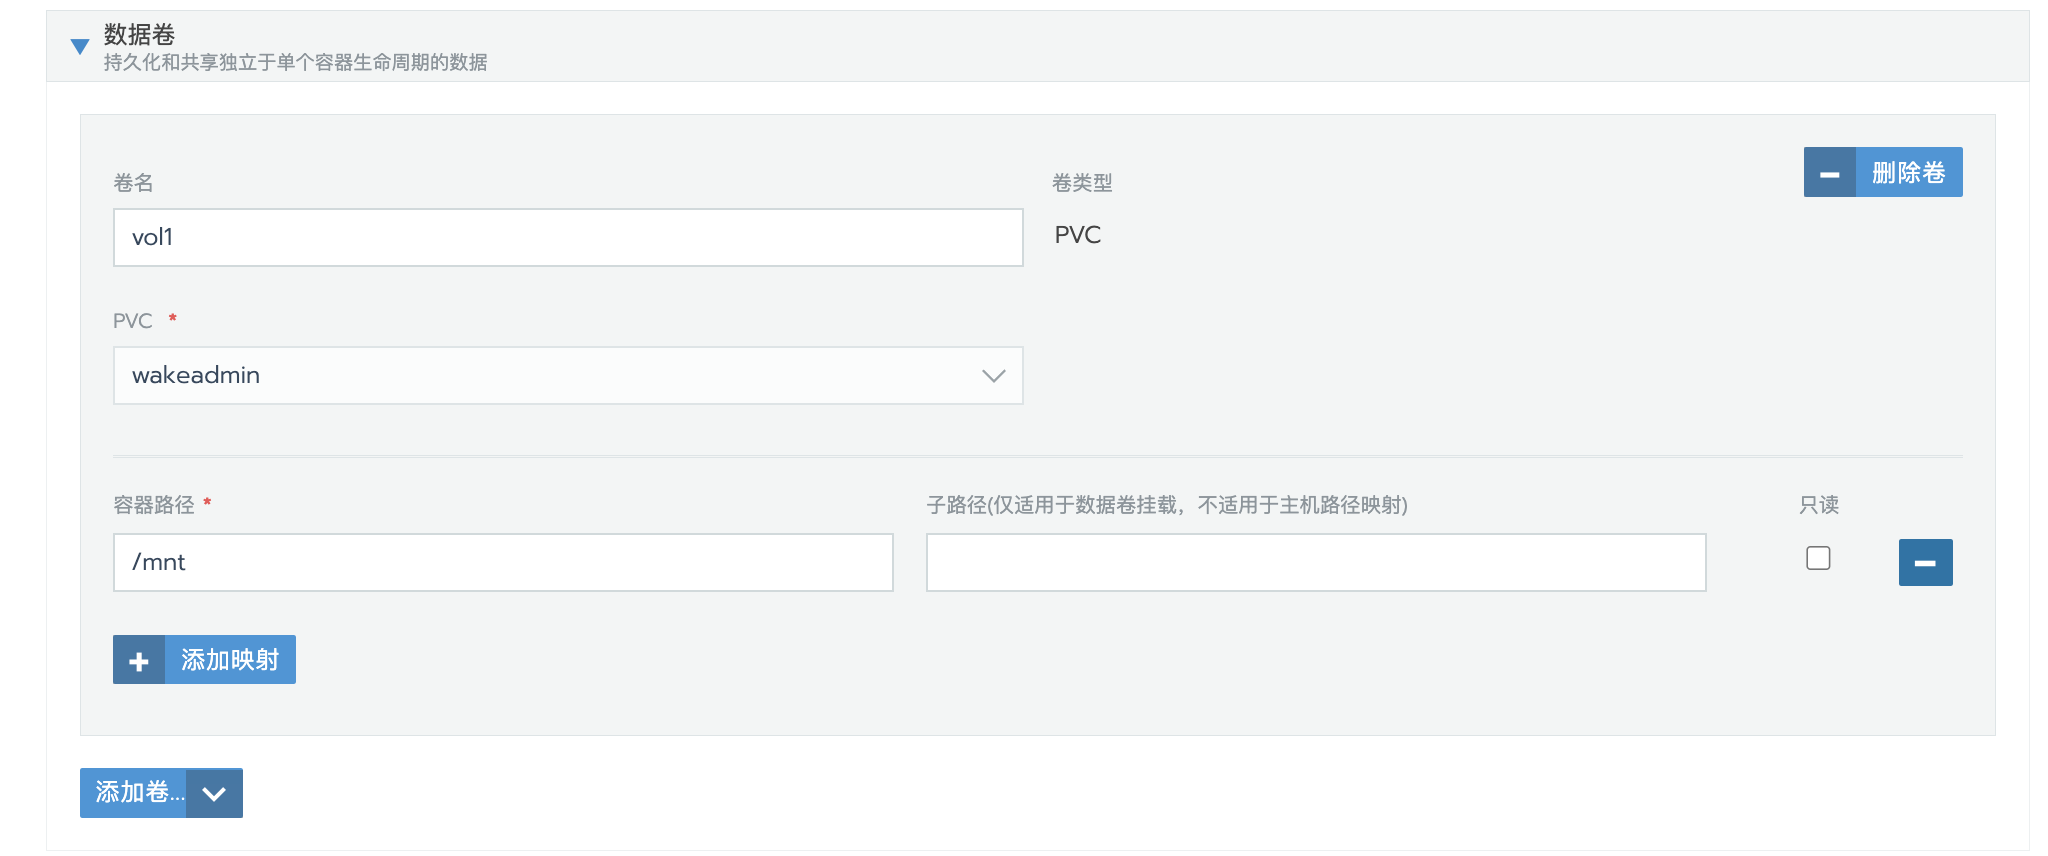 数据卷
持久化和共享独立于单个容器生命周期的数据
删除卷
卷名
卷类型
vol1
PVC
PVC *
wakeadmin
容器路径 *
子路径(仅适用于数据卷挂载，不适用于主机路径映射)
只读
/mnt
添加映射
添加卷...